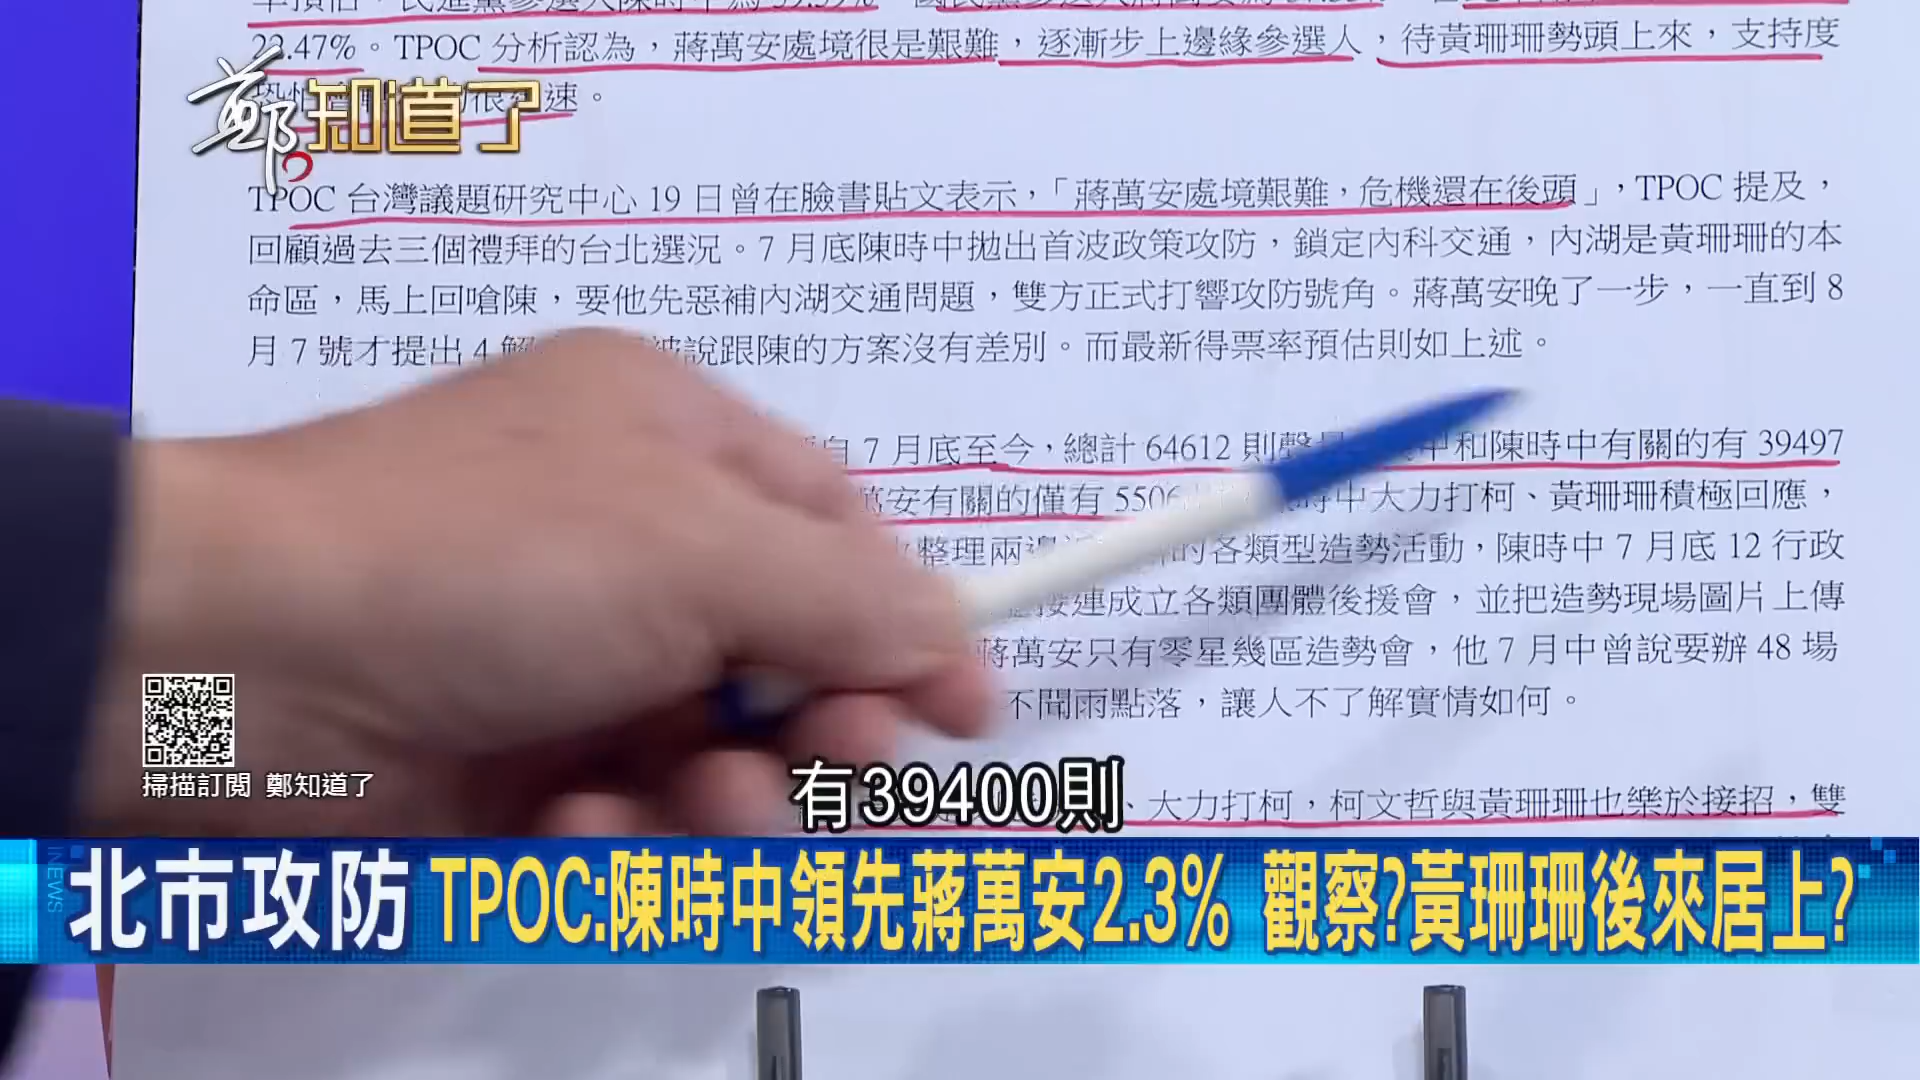 22.47%。TPOC 分析認為，蔣萬安處境很是艱難，逐漸步上邊緣參選人，待黃珊珊勢頭上來，支持度
速。
鄭知道了
TPOC 台灣議題研究中心 19 日曾在臉書貼文表示，「蔣萬安處境艱難，危機還在後頭」，TPOC 提及，
回顧過去三個禮拜的台北選況。7 月底陳時中拋出首波政策攻防，鎖定內科交通，內湖是黃珊珊的本
命區，馬上回嗆陳，要他先惡補內湖交通問題，雙方正式打響攻防號角。蔣萬安晚了一步，一直到 8
月 7 號才提出 4 被說跟陳的方案沒有差別。而最新得票率預估則如上述。
自 7 月底至今，總計 64612 則 和陳時中有關的有 39497
萬安有關的僅有 5506 時中大力打柯、黃珊珊積極回應，
整理兩邊 的各類型造勢活動，陳時中 7 月底 12 行政
接連成立各類團體後援會，並把造勢現場圖片上傳
蔣萬安只有零星幾區造勢會，他 7 月中曾說要辦 48 場
不聞雨點落，讓人不了解實情如何。
掃描訂閱 鄭知道了
有39400則
、大力打柯，柯文哲與黃珊珊也樂於接招，雙
INEWS
北市攻防 TPOC:陳時中領先蔣萬安2.3% 觀察?黃珊珊後來居上?